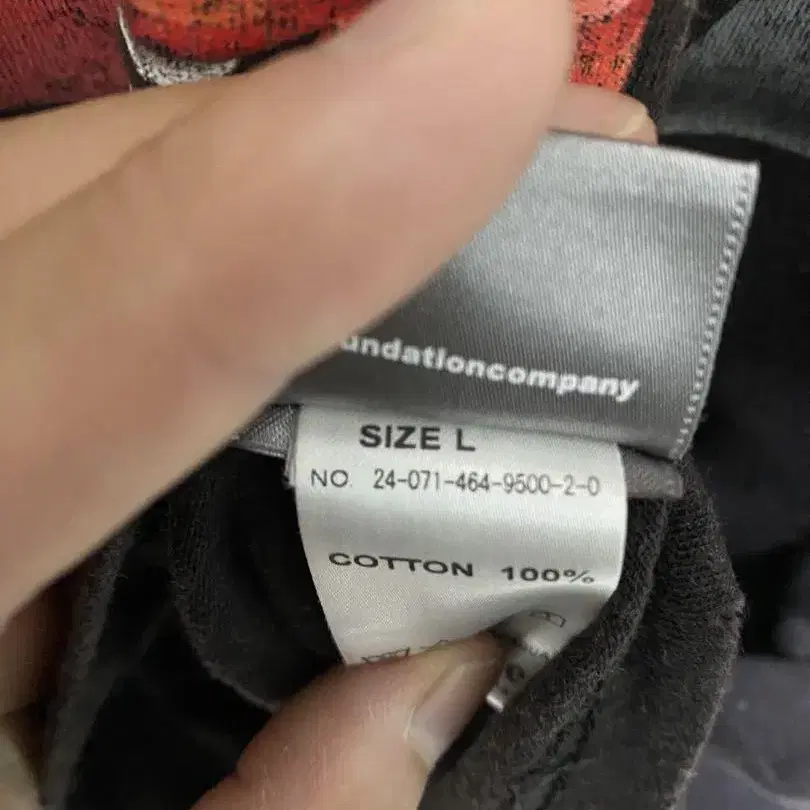 undationcompany
SIZE L
NO. 24-071-464-9500-2-0
COTTON 100%